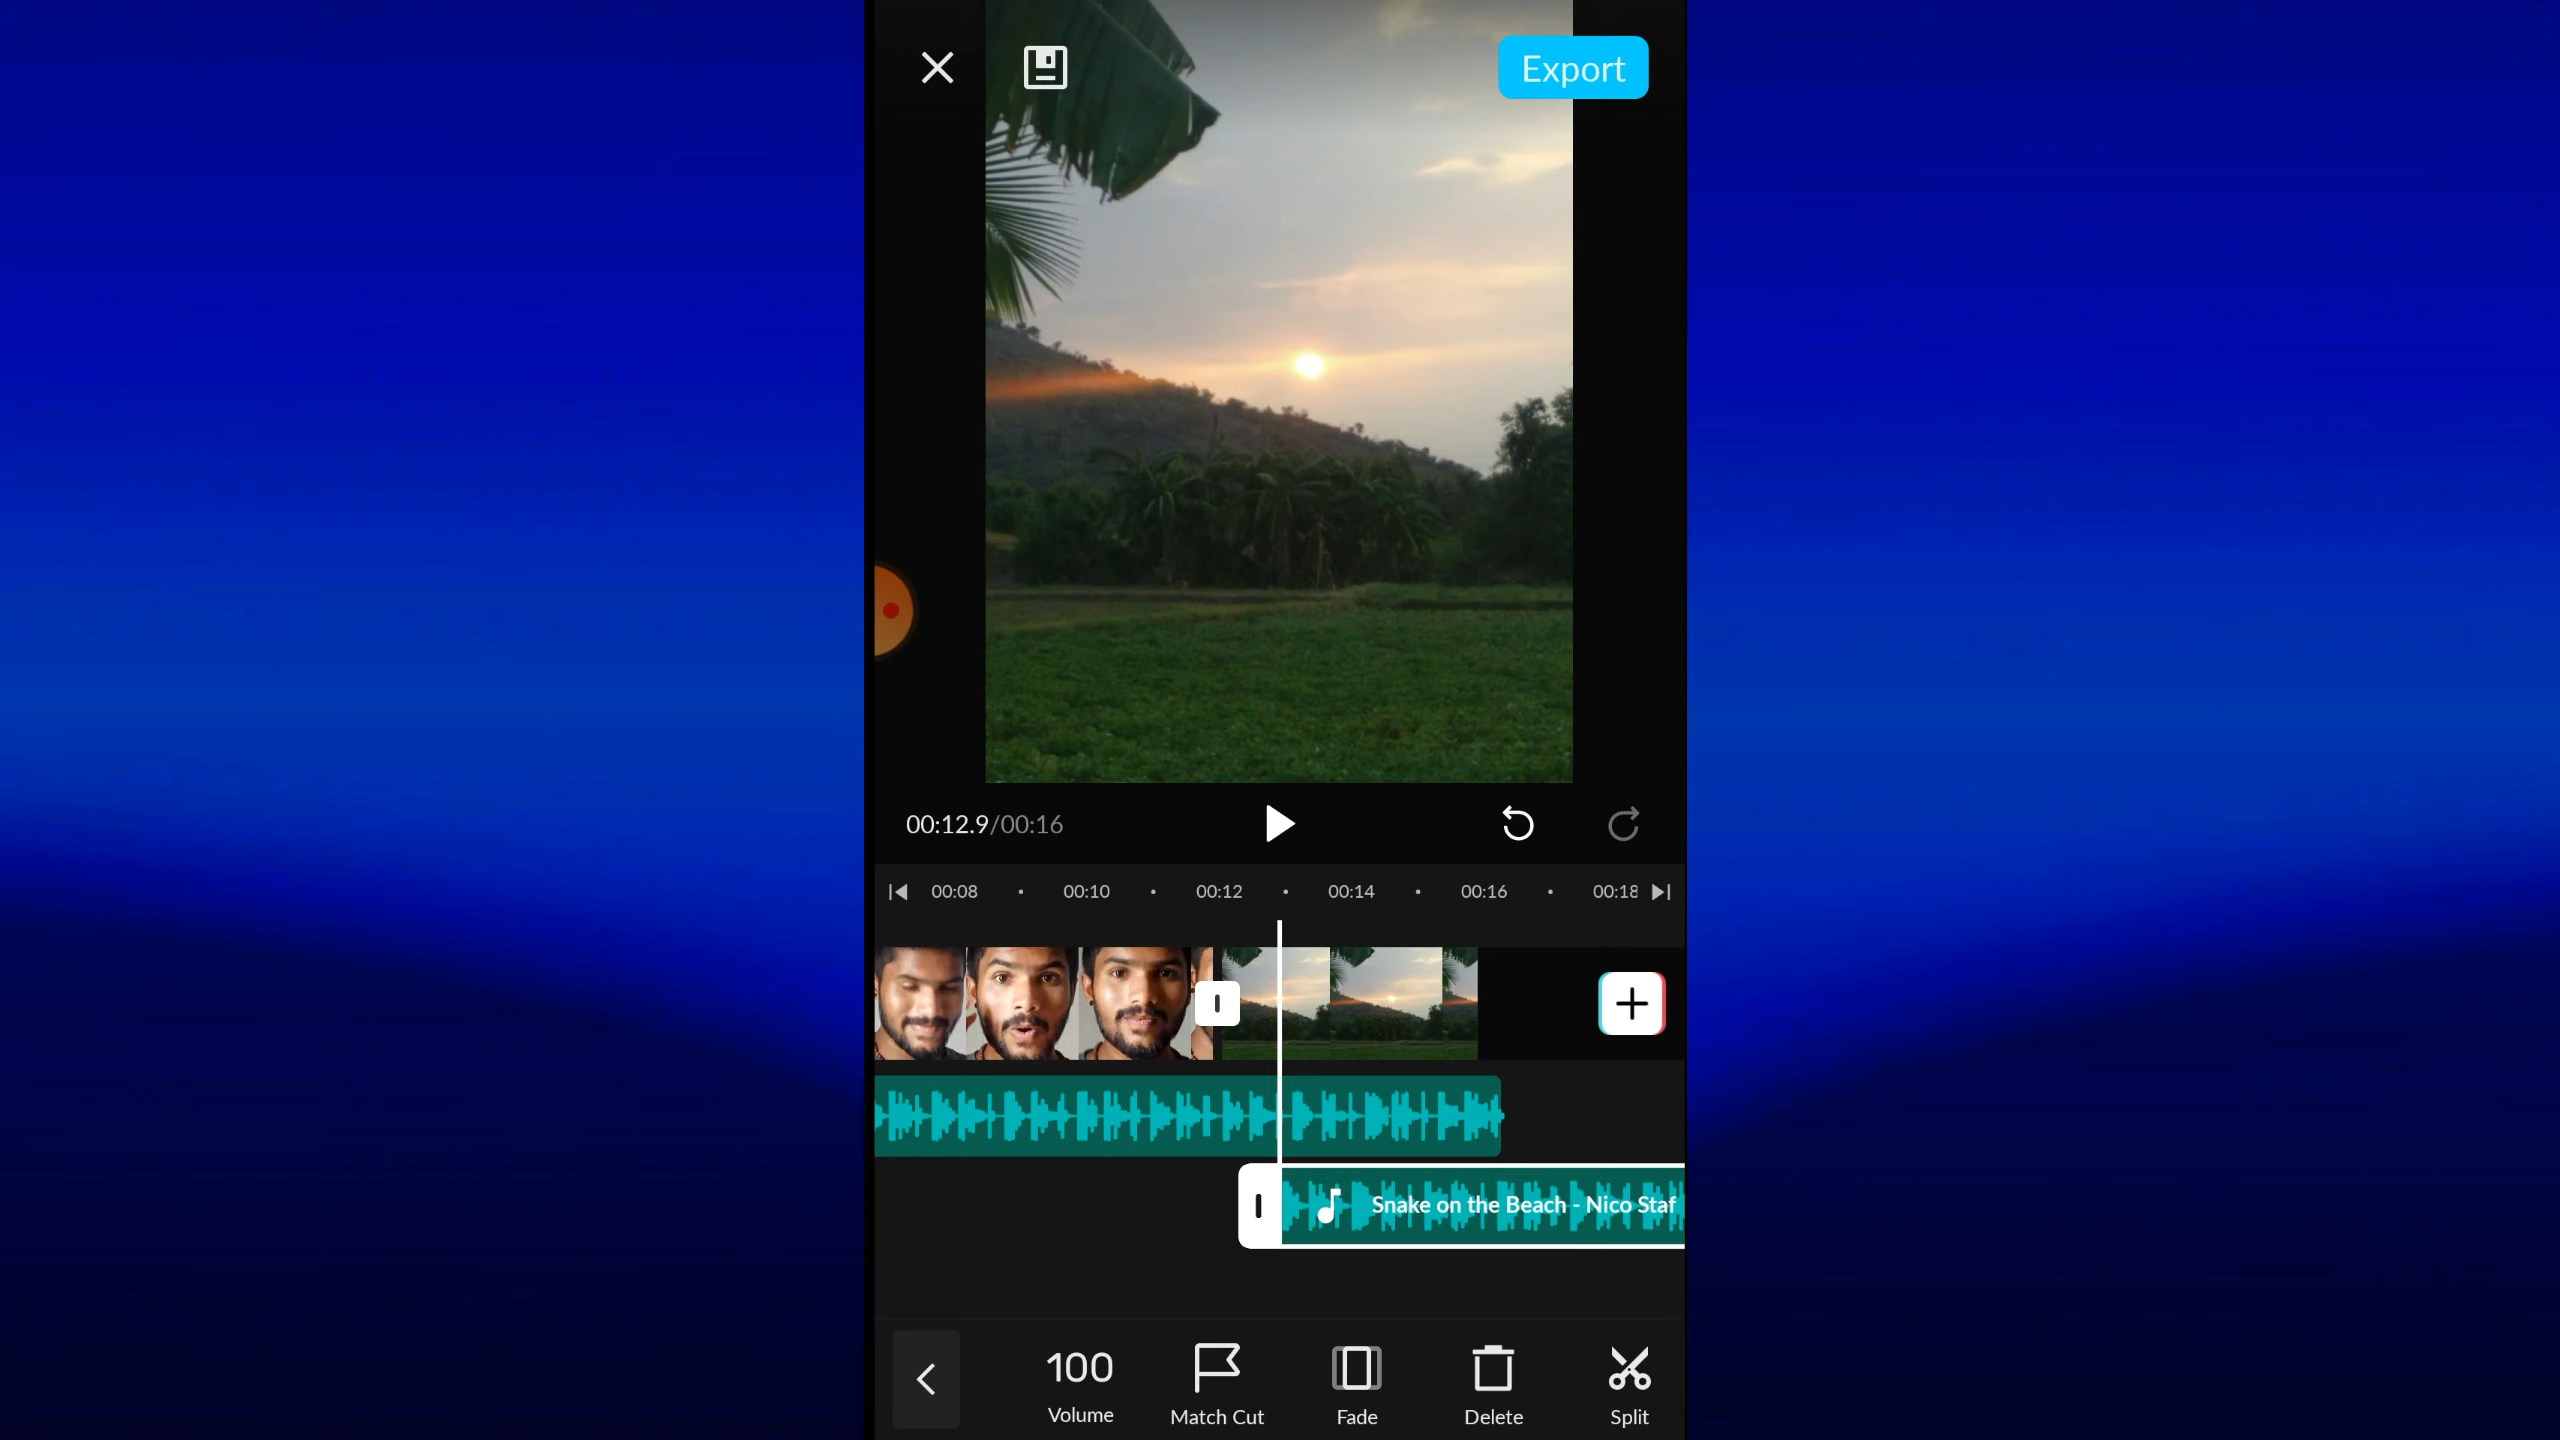 Export
00:12.9/00:16
00:08 00:10 00:12 00:14 00:16 00:18
Snake on the Beach - Nico Staf
100
Volume Match Cut Fade Delete Split